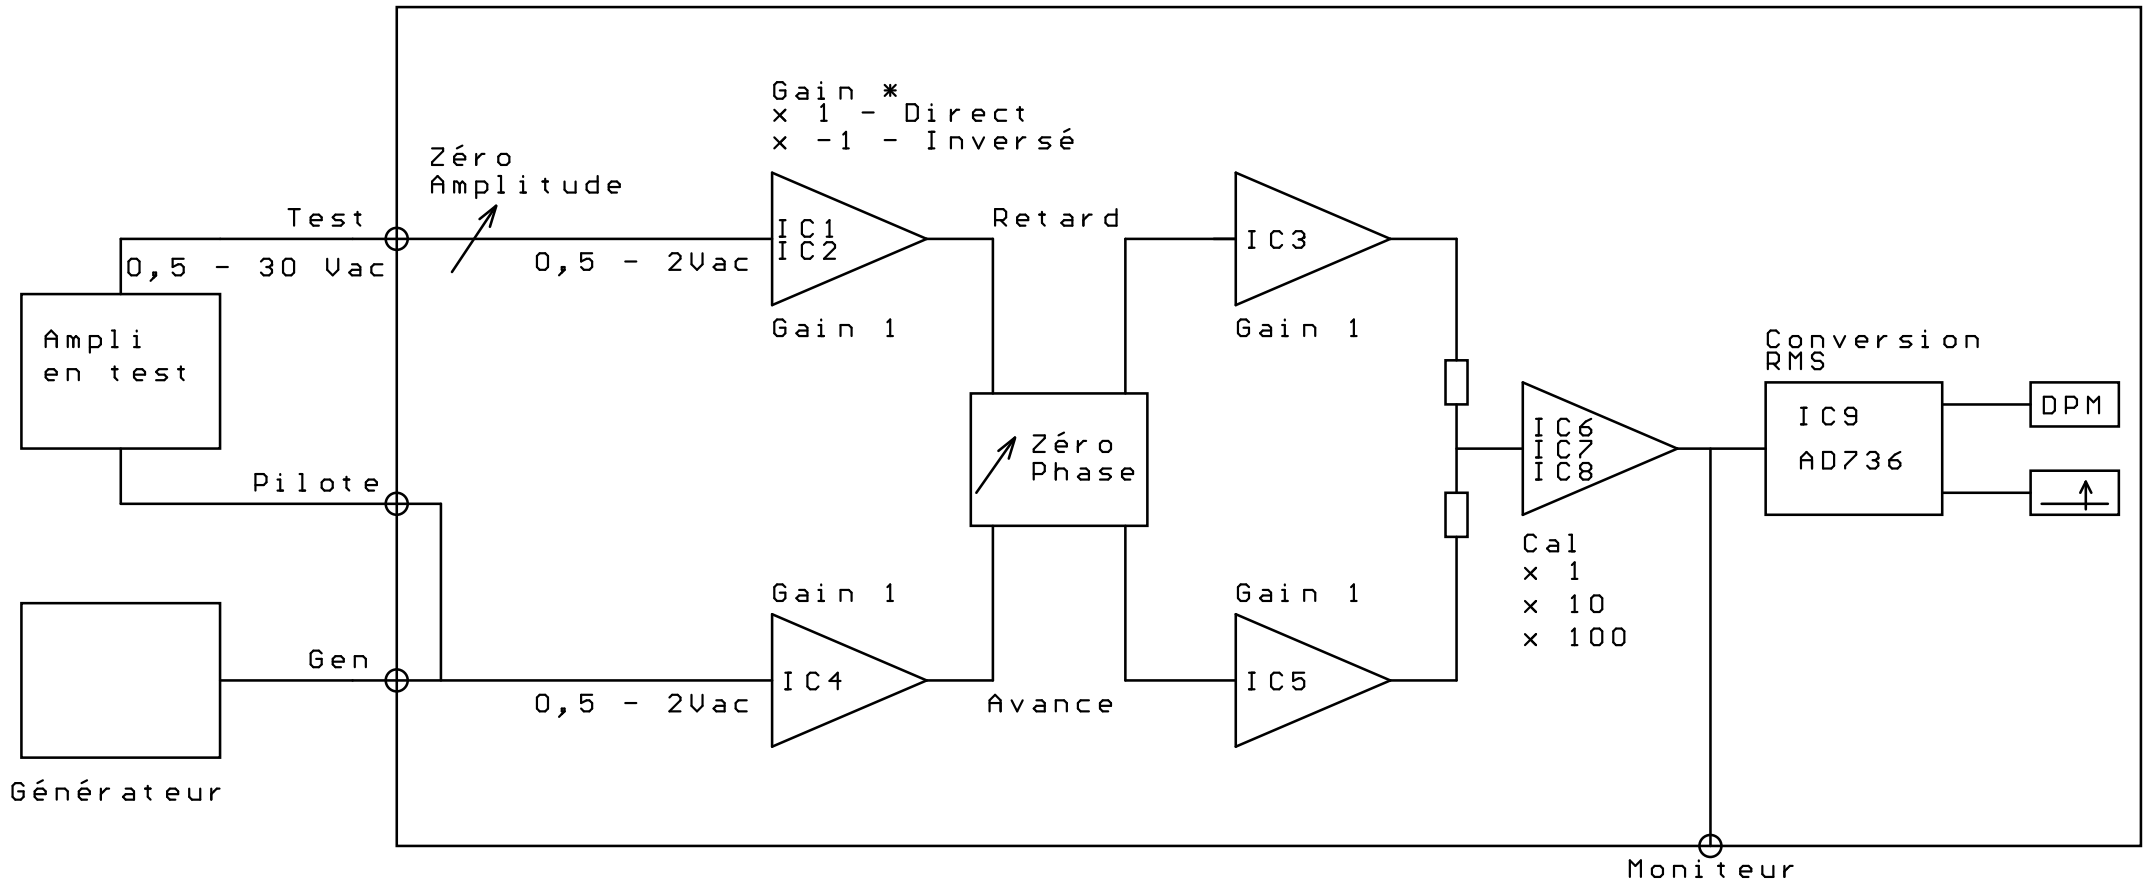 Gain *
x 1 - Direct
x -1 - Inversé
Zéro
Amplitude
Test
0,5 - 30 Vac
0,5 - 2Vac
IC1
IC2
Gain 1
Retard
IC3
Gain 1
Ampli
en test
Pilote
Zéro
Phase
IC6
IC7
IC8
Cal
x 1
x 10
x 100
Conversion
RMS
IC9
AD736
DPM
Générateur
Gen
0,5 - 2Vac
Gain 1
IC4
Avance
Gain 1
IC5
Moniteur